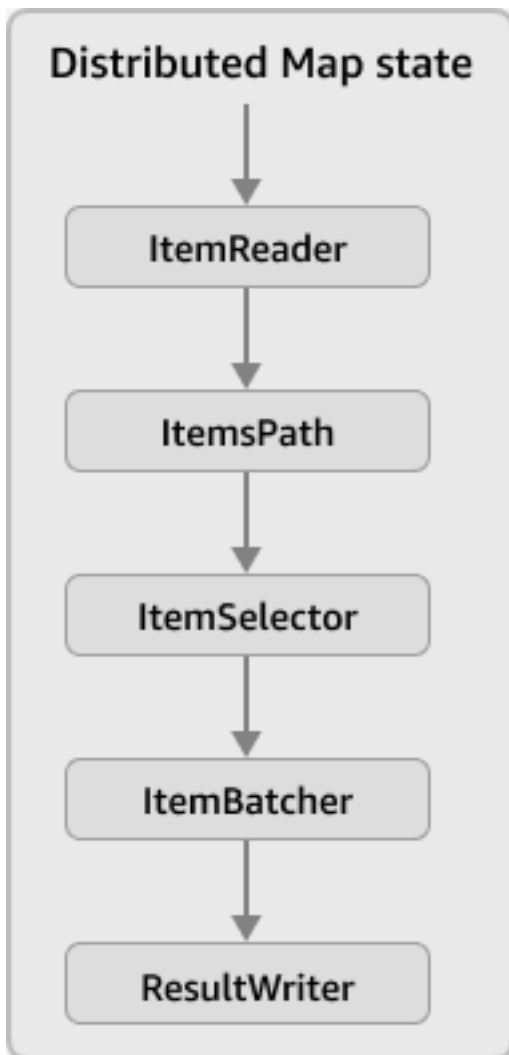 Distributed Map state
ItemReader
ItemsPath
ItemSelector
ItemBatcher
ResultWriter